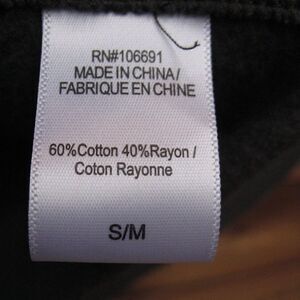 RN#106691
MADE IN CHINA/
FABRIQUE EN CHINE
60%Cotton 40%Rayon/
Coton Rayonne
S/M